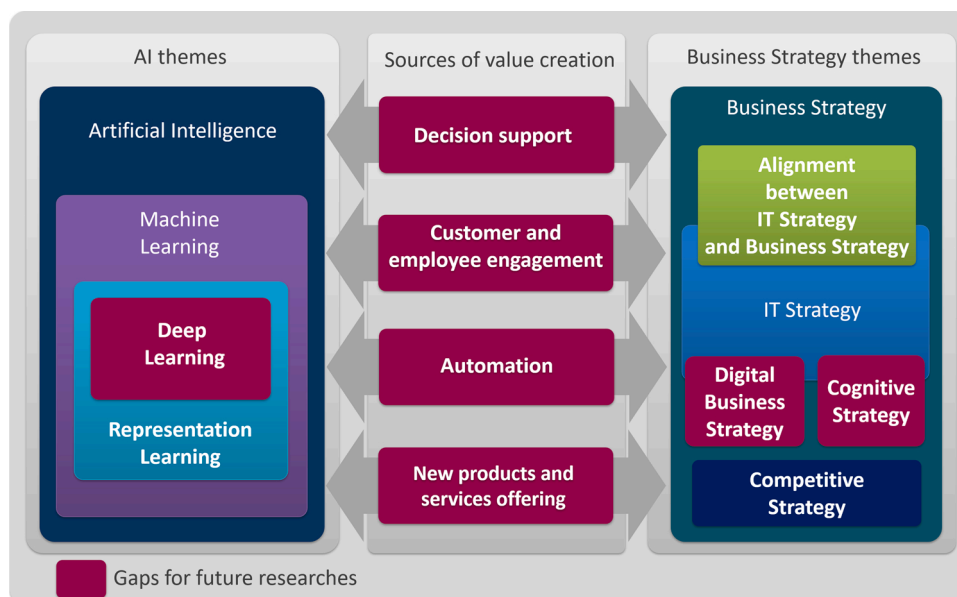 AI themes
Artificial Intelligence
Machine
Learning
Deep
Learning
Representation
Learning
Sources of value creation
Decision support
Customer and
employee engagement
Automation
New products and
services offering
Business Strategy themes
Business Strategy
Alignment
between
IT Strategy
and Business Strategy
IT Strategy
Digital
Business
Strategy
Cognitive
Strategy
Competitive
Strategy
Gaps for future researches